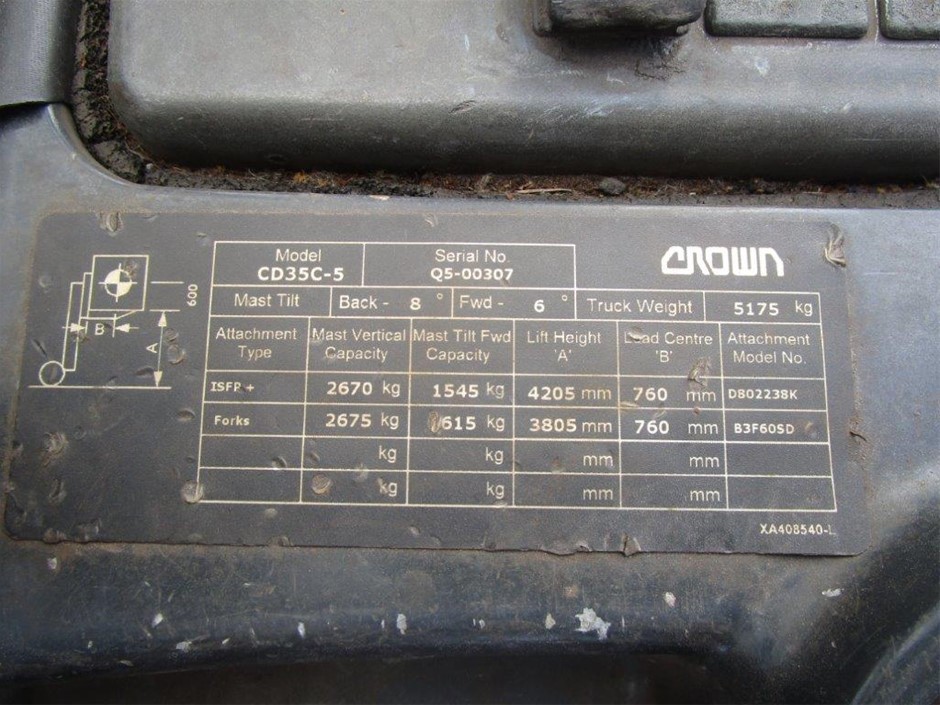 Model Serial No.
CD35C-5 Q5-00307 CROWN
Mast Tilt Back - 8 ° Fwd - 6 ° Truck Weight 5175 kg
Attachment Mast Vertical Mast Tilt Fwd Lift Height Load Centre Attachment
Type Capacity Capacity 'A' 'B' Model No.
ISFP + 2670 kg 1545 kg 4205 mm 760 mm D802238K
Forks 2675 kg 615 kg 3805 mm 760 mm B3F60SD
kg kg mm mm
kg kg mm mm
XA408540-L
600
B
A